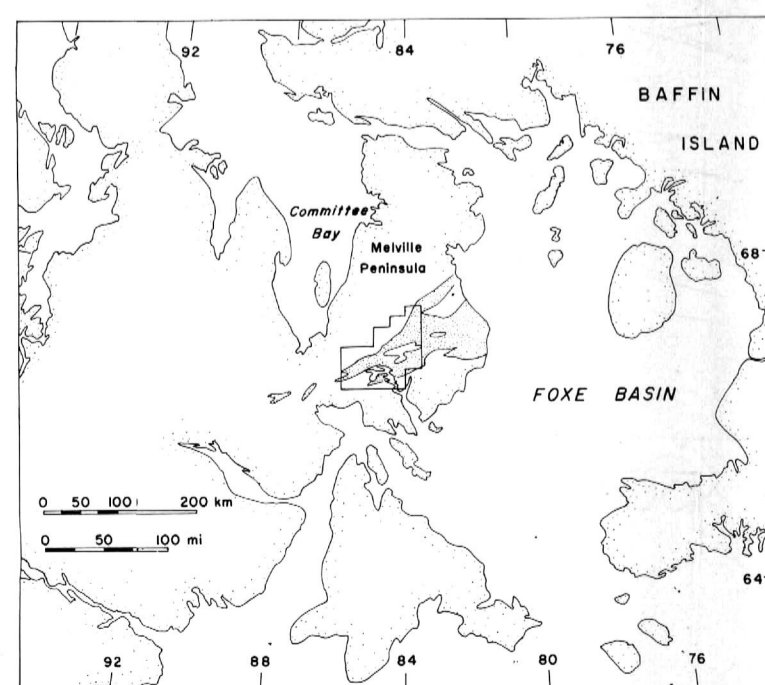 92 84 76
BAFFIN
ISLAND
Committee
Bay
Melville
Peninsula
68
FOXE BASIN
0 50 100 200 km
0 50 100 mi
64
92 88 84 80 76